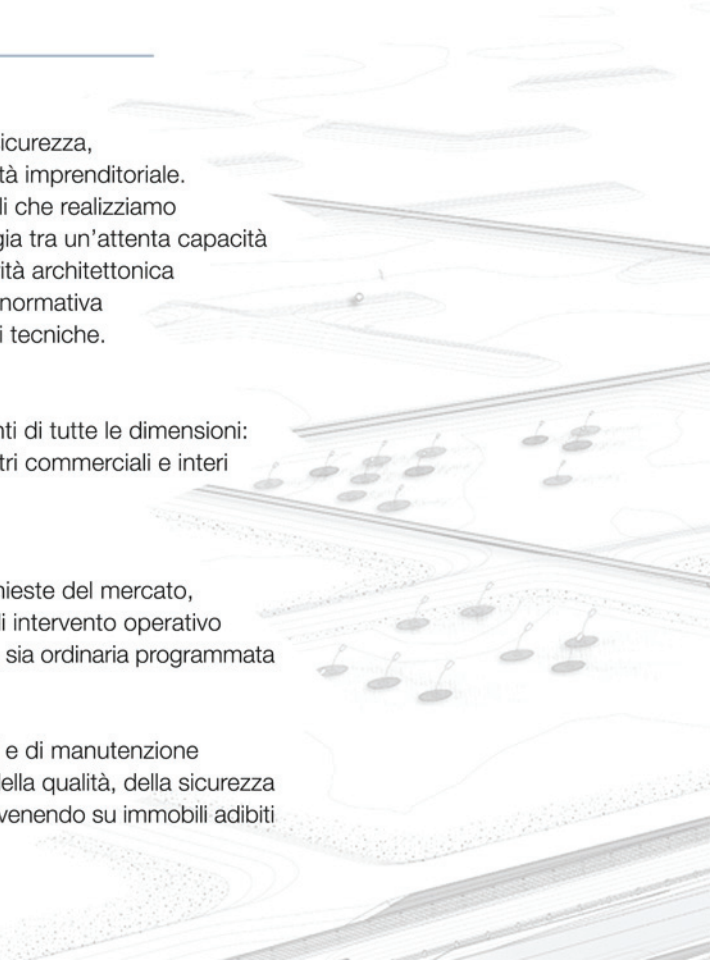 icurezza,
tà imprenditoriale.
li che realizziamo
gia tra un'attenta capacità
ità architettonica
normativa
i tecniche.
nti di tutte le dimensioni:
tri commerciali e interi
nieste del mercato,
li intervento operativo
sia ordinaria programmata
e di manutenzione
ella qualità, della sicurezza
venendo su immobili adibiti